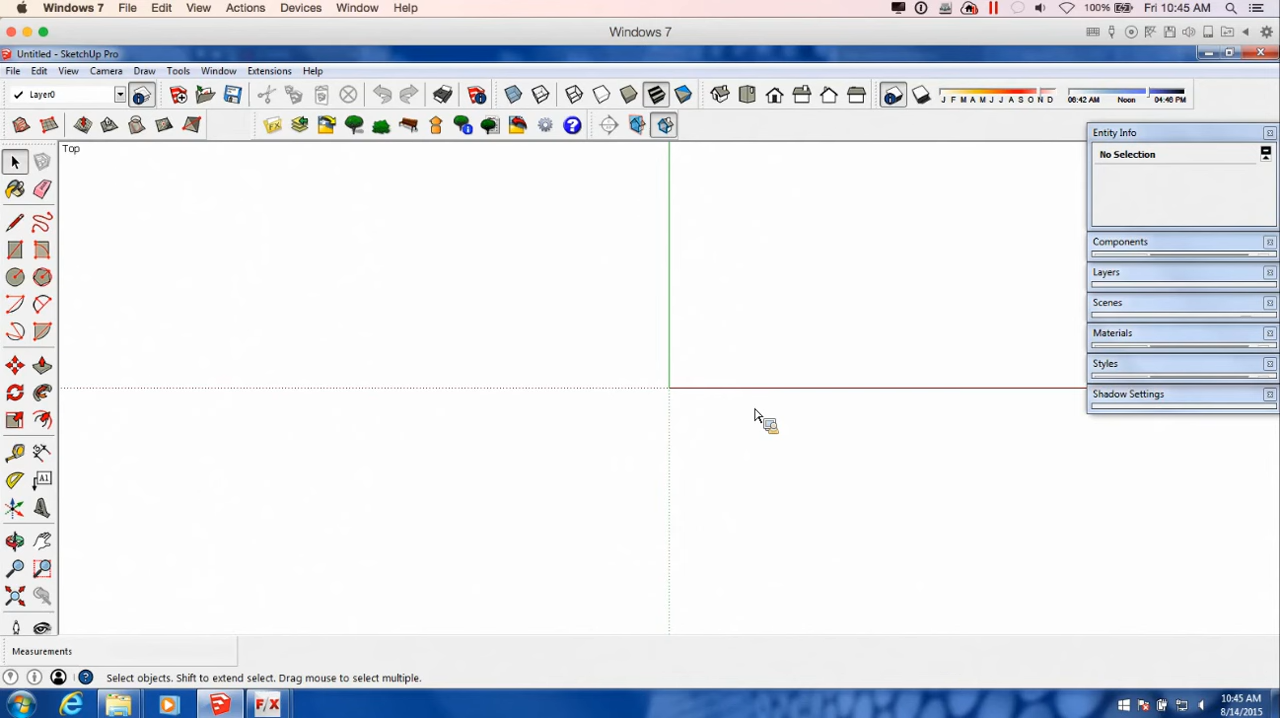 Windows 7 File Edit View Actions Devices Window Help 100% Fri 10:45 AM
Windows 7
Untitled - SketchUp Pro
File Edit View Camera Draw Tools Window Extensions Help
Layer0
J F M A M J J A S O N D 06:42 AM Noon 04:46 PM
Top
Entity Info
No Selection
Components
Layers
Scenes
Materials
Styles
Shadow Settings
A1
Measurements
Select objects. Shift to extend select. Drag mouse to select multiple.
F/X
10:45 AM
8/14/2015